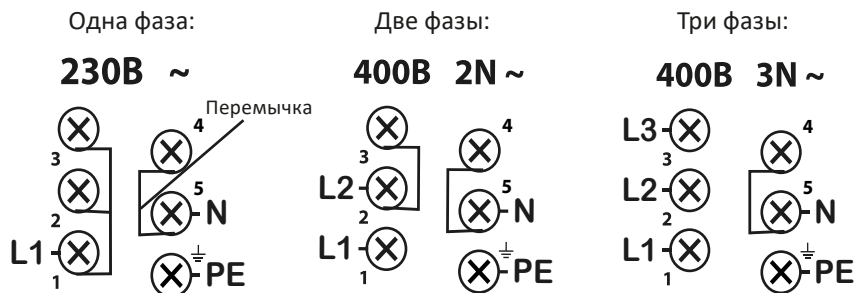 Одна фаза:
230В ~
Перемычка
3
4
2
5
N
L1
1
PE
Две фазы:
400В 2N ~
3
4
L2
2
5
N
L1
1
PE
Три фазы:
400В 3N ~
L3
3
4
L2
2
5
N
L1
1
PE